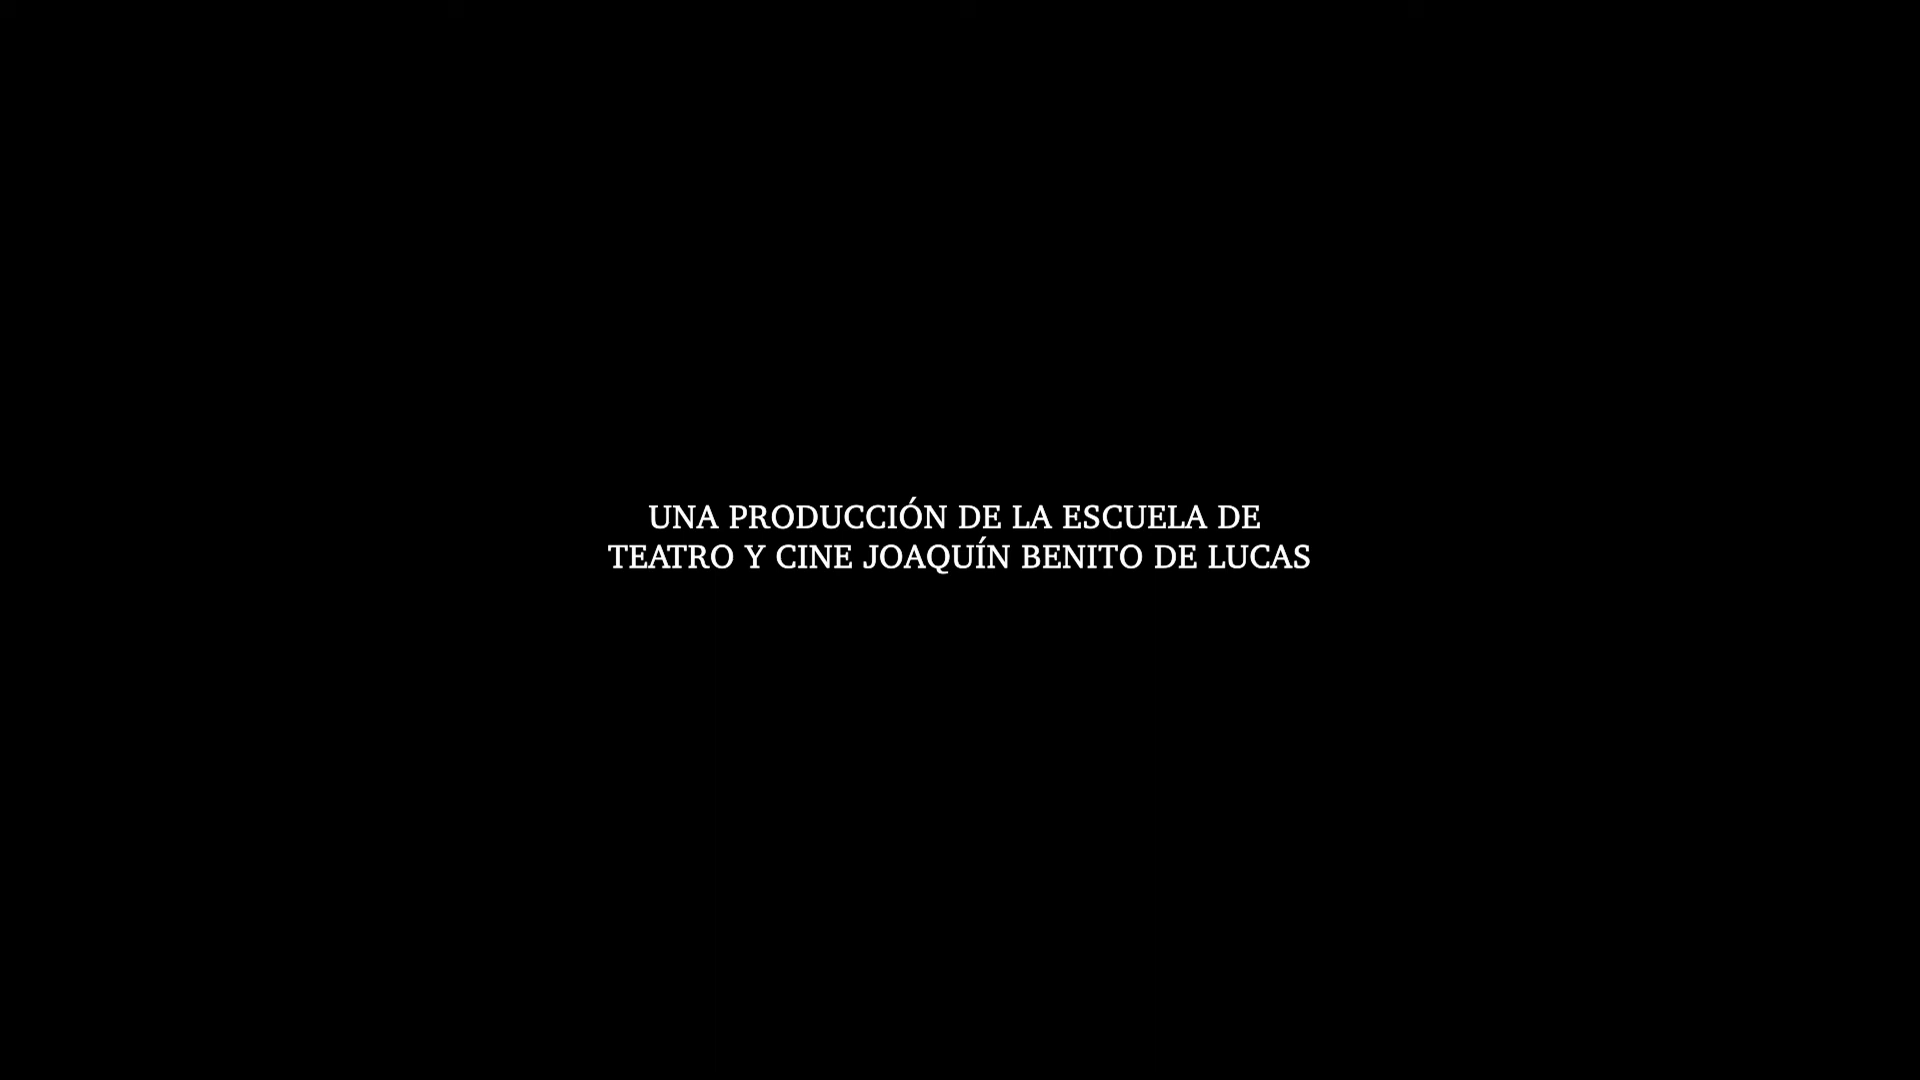 UNA PRODUCCIÓN DE LA ESCUELA DE
TEATRO Y CINE JOAQUÍN BENITO DE LUCAS